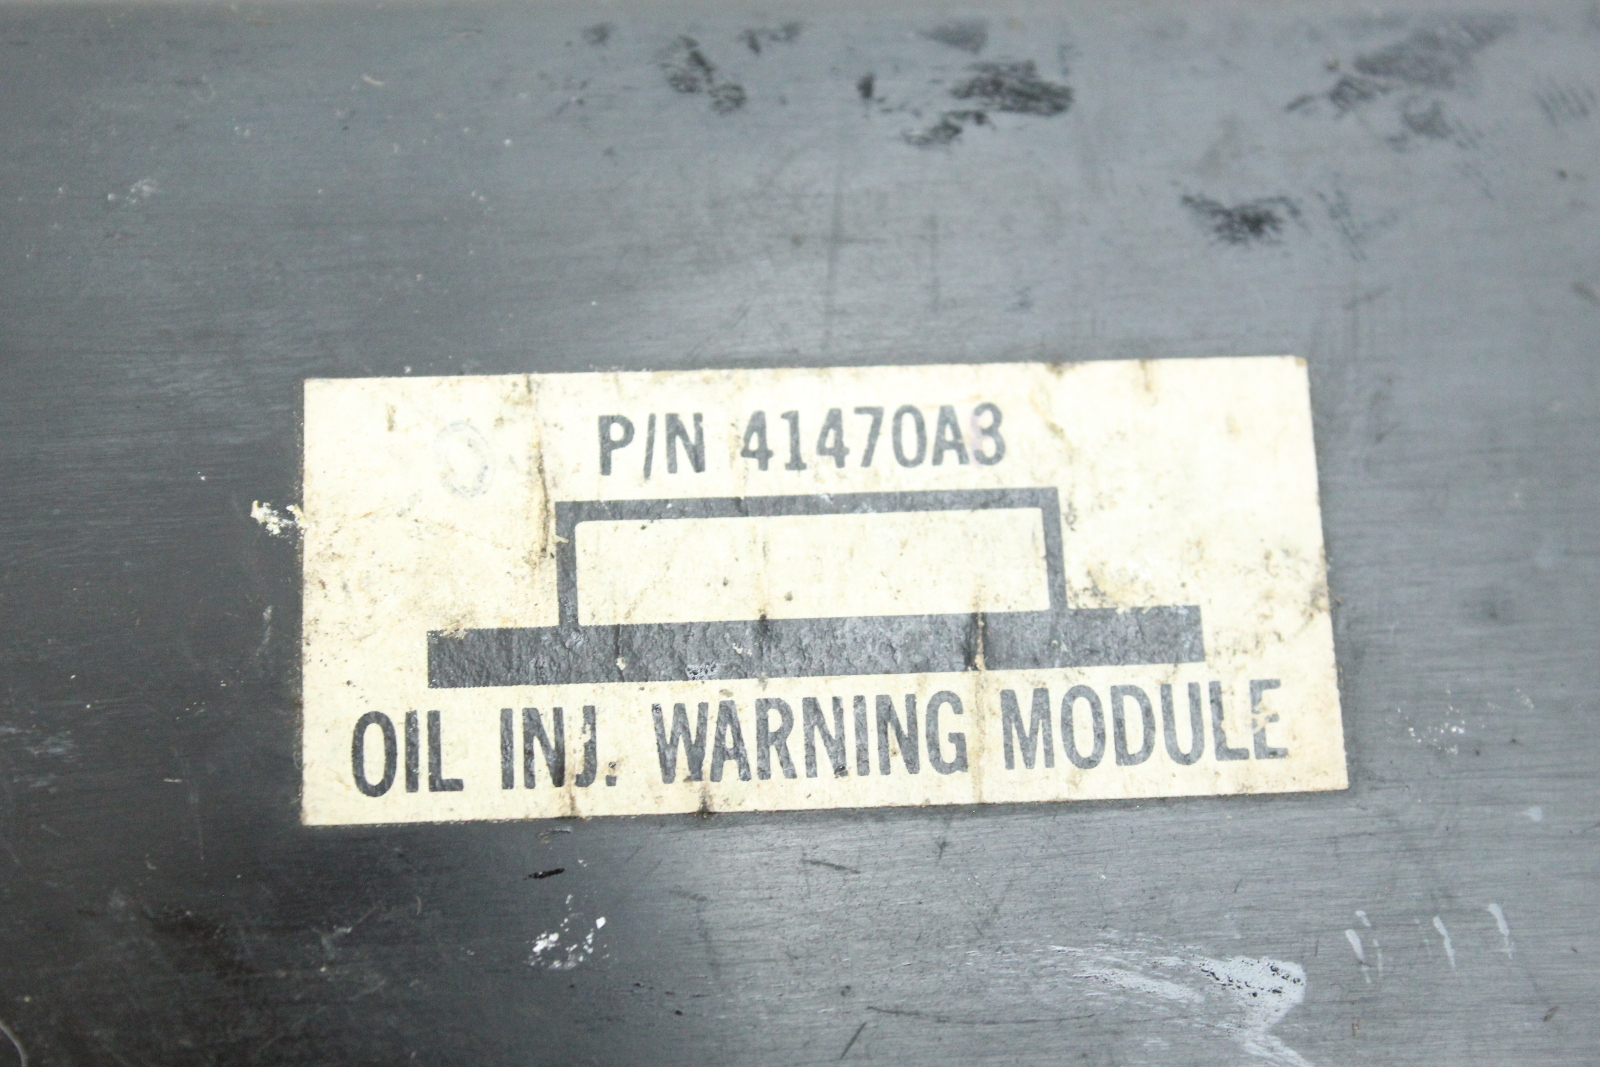 P/N 41470A3
OIL INJ. WARNING MODULE